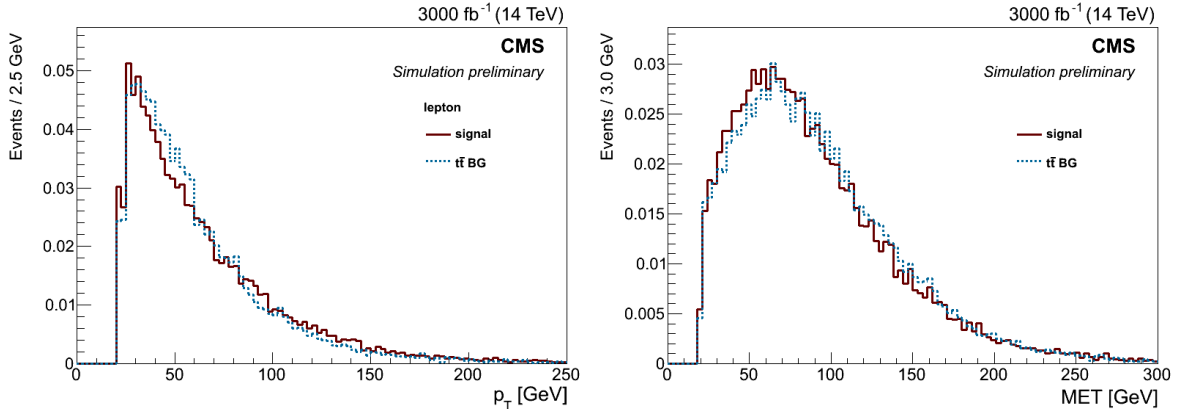 3000 fb⁻¹ (14 TeV)
Events / 2.5 GeV
CMS
Simulation preliminary
lepton
signal
tt̄ BG
0.05
0.04
0.03
0.02
0.01
0
0 50 100 150 200 250
p_T [GeV]
3000 fb⁻¹ (14 TeV)
Events / 3.0 GeV
CMS
Simulation preliminary
signal
tt̄ BG
0.03
0.025
0.02
0.015
0.01
0.005
0
0 50 100 150 200 250 300
MET [GeV]